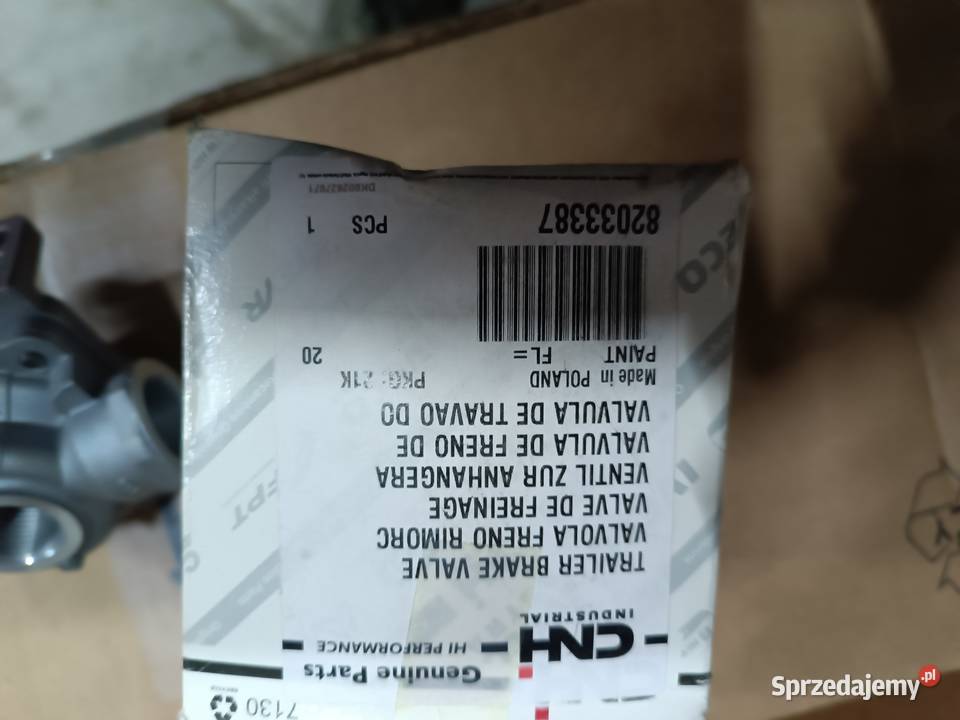 7130
Genuine Parts
HI PERFORMANCE
CNH
INDUSTRIAL
TRAILER BRAKE VALVE
VALVOLA FRENO RIMORC
VALVE DE FREINAGE
VENTIL ZUR ANHANGERA
VALVULA DE FRENO DE
VALVULA DE TRAVAO DO
Made in POLAND PKG: 21K
PAINT FL= 20
82033387 PCS 1
FPT
Sprzedajemy.pl